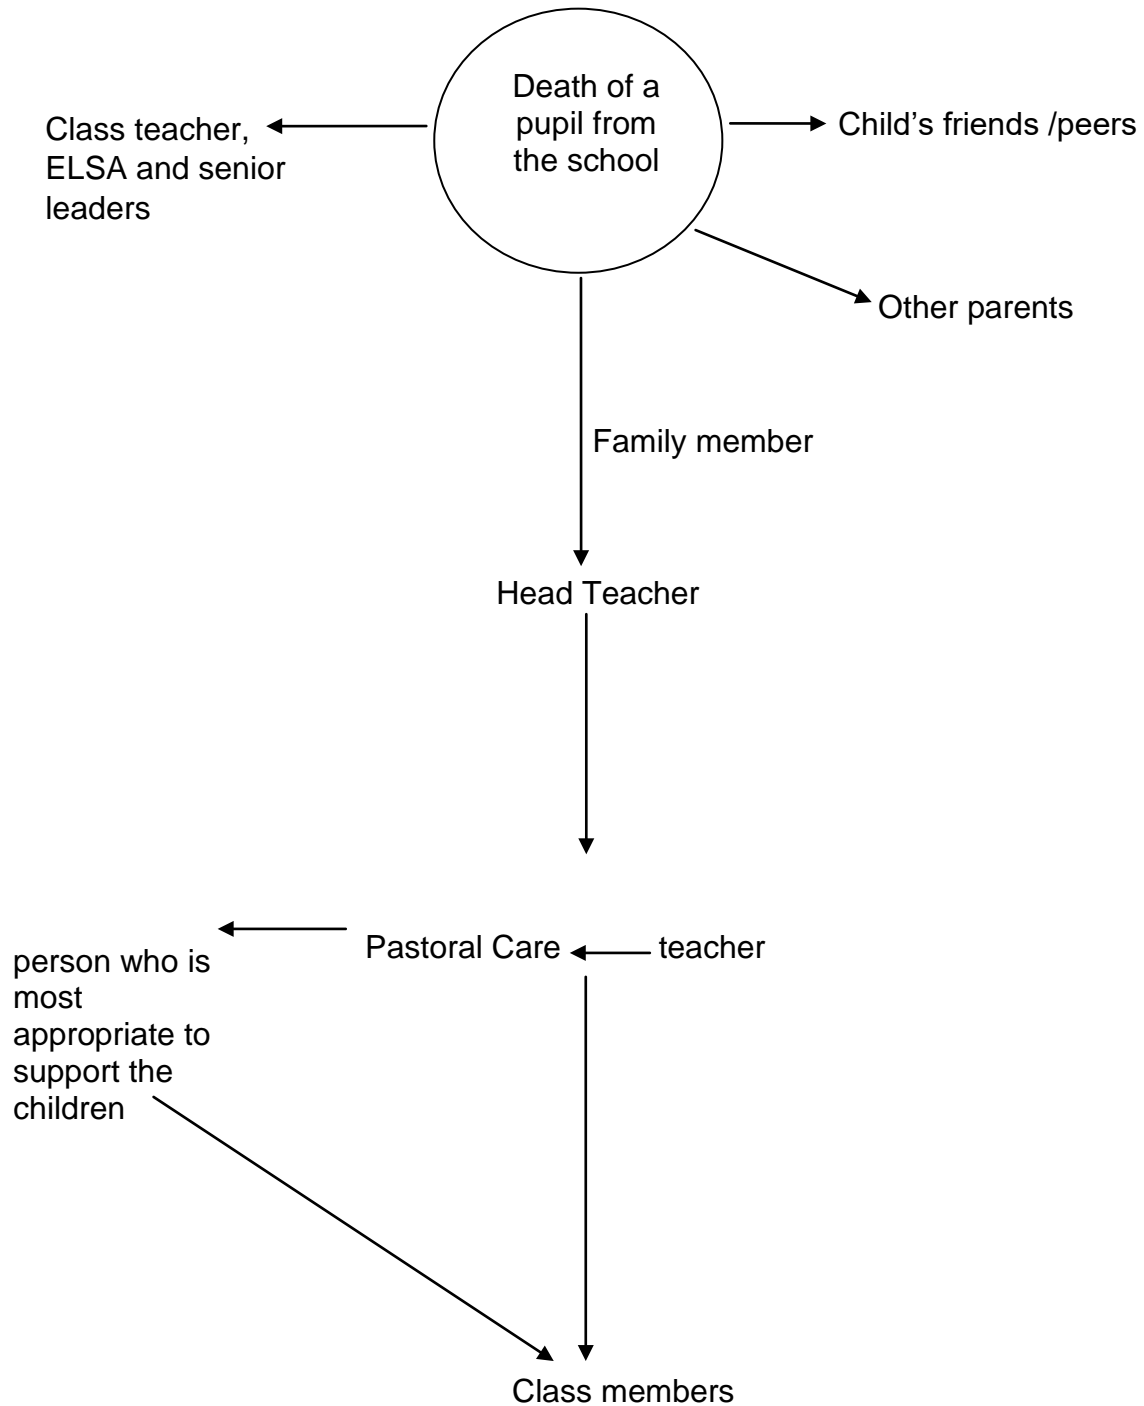 Death of a
pupil from
the school
Class teacher,
ELSA and senior
leaders
Child’s friends /peers
Other parents
Family member
Head Teacher
Pastoral Care
teacher
person who is
most
appropriate to
support the
children
Class members